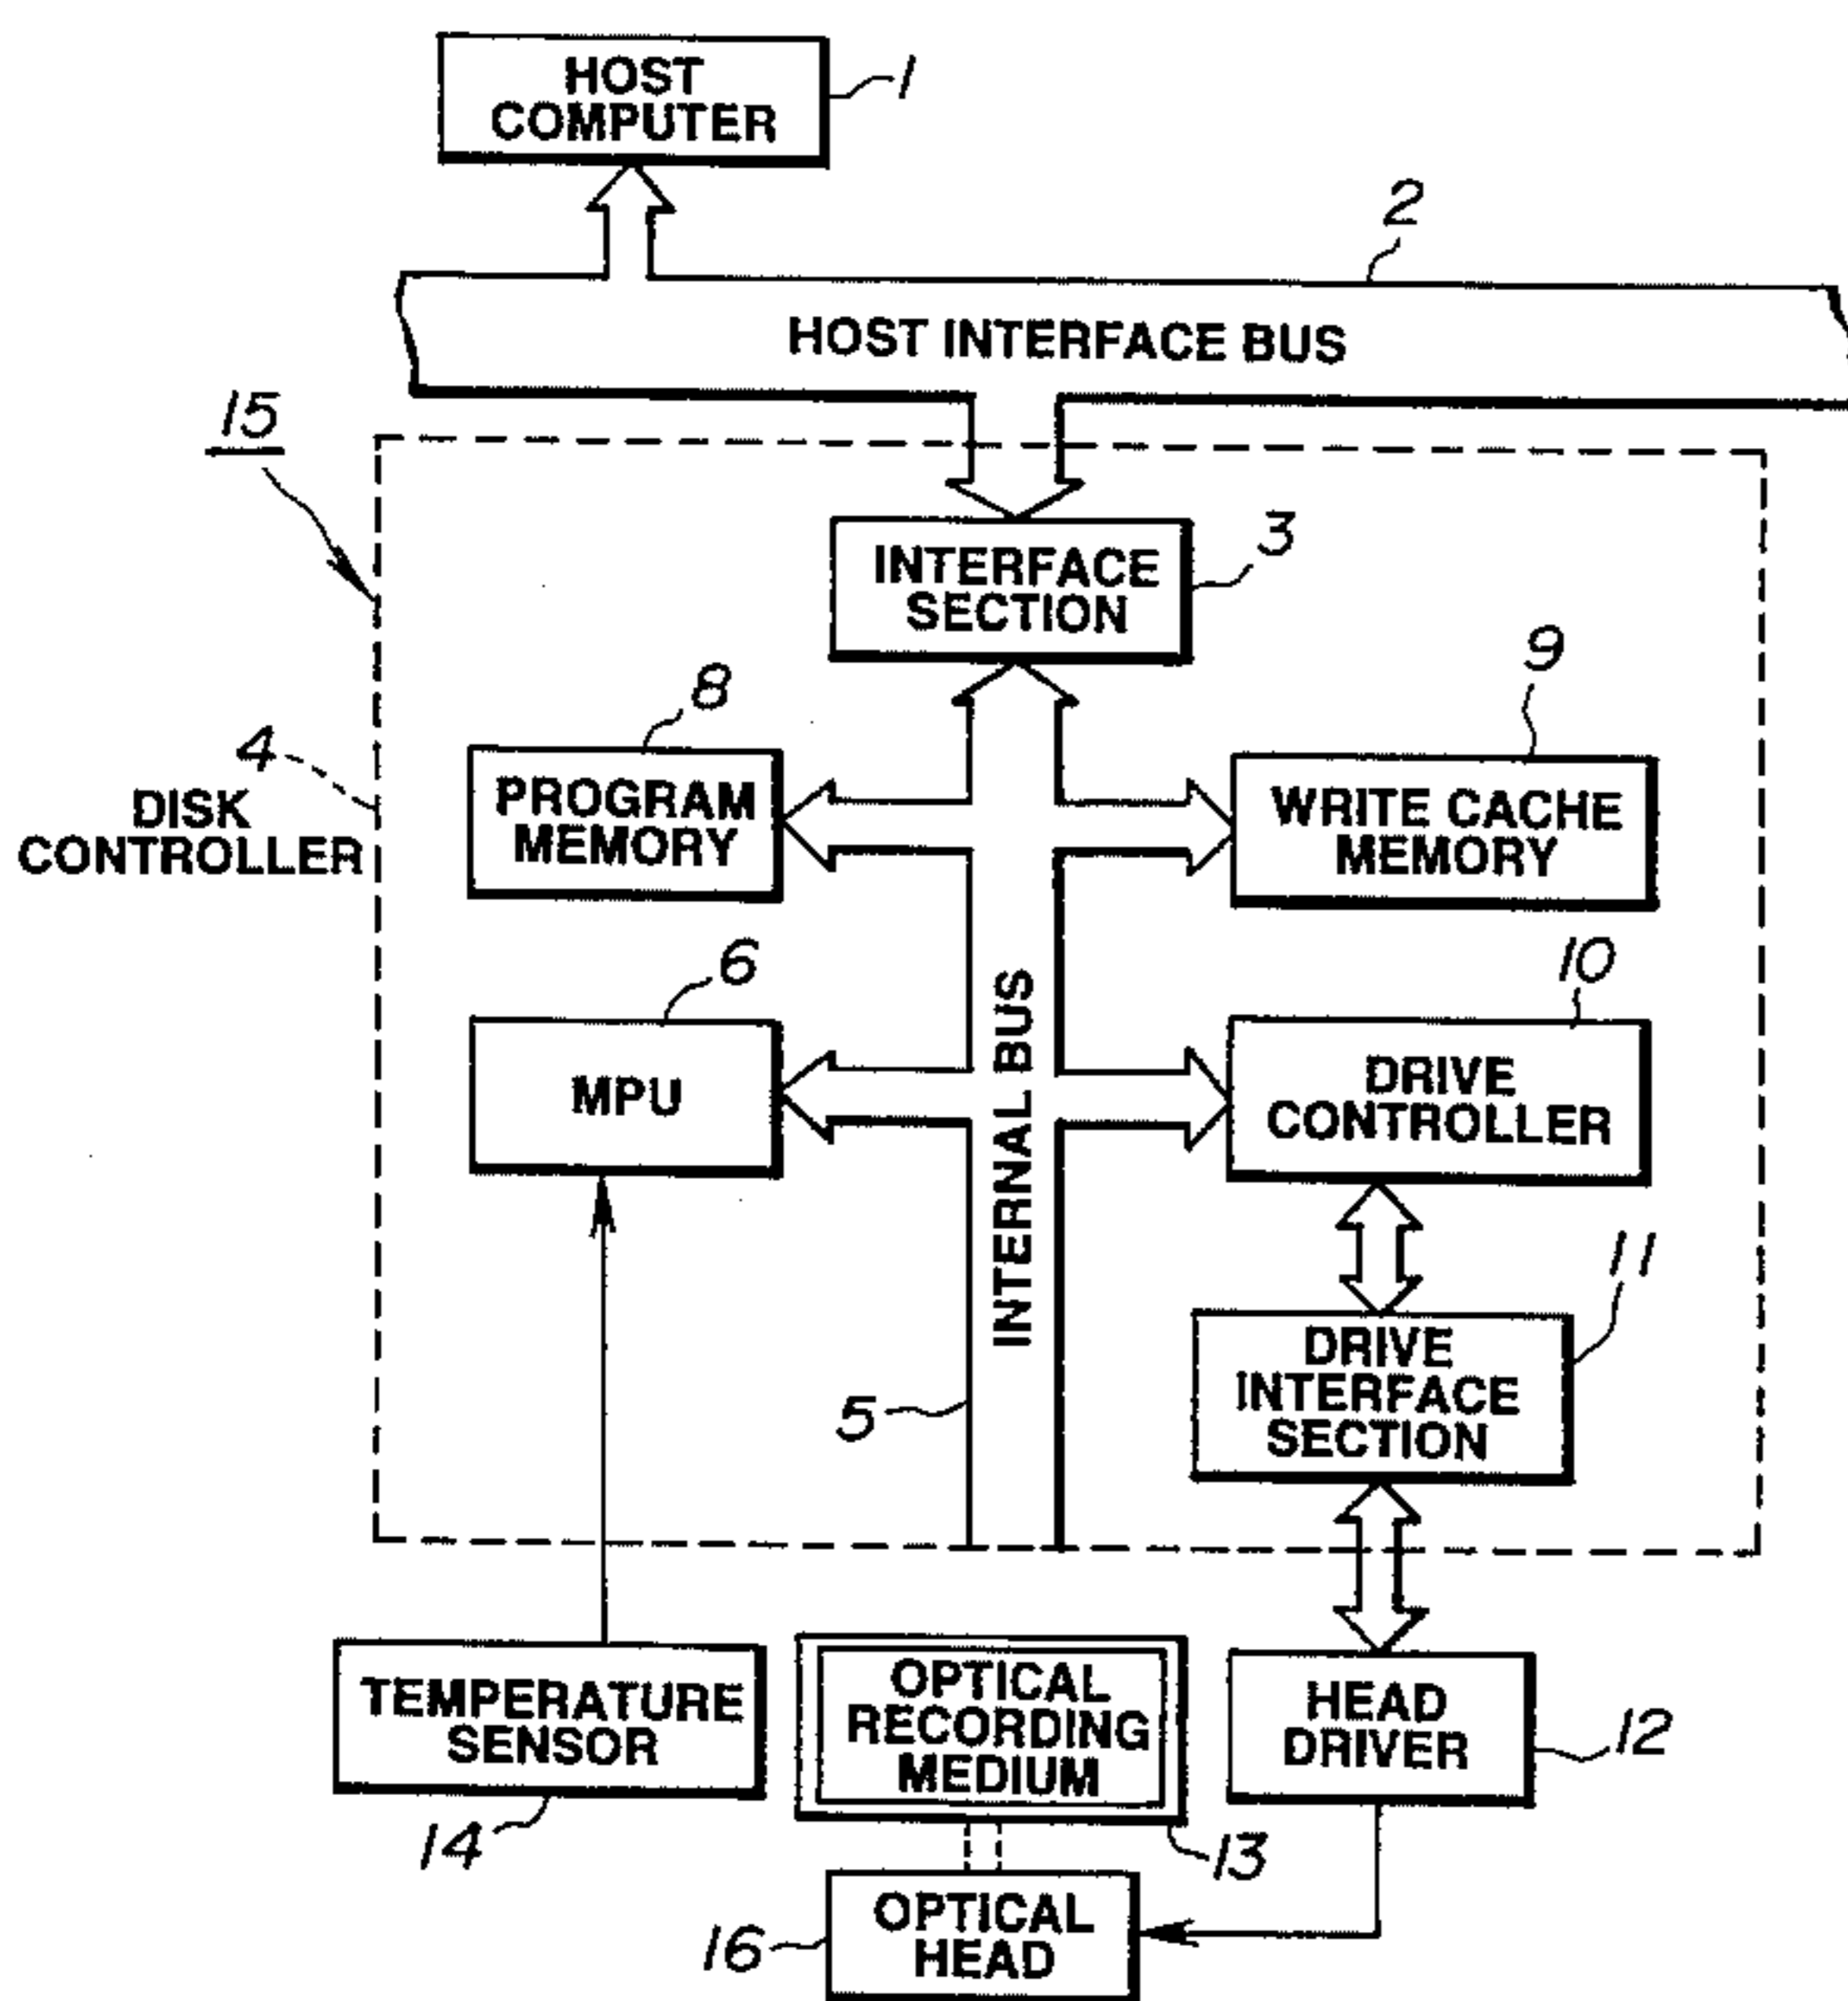 HOST
COMPUTER
1
2
HOST INTERFACE BUS
15
INTERFACE
SECTION
3
8
9
4
DISK
CONTROLLER
PROGRAM
MEMORY
WRITE CACHE
MEMORY
6
10
MPU
INTERNAL BUS
DRIVE
CONTROLLER
11
DRIVE
INTERFACE
SECTION
5
TEMPERATURE
SENSOR
14
OPTICAL
RECORDING
MEDIUM
13
HEAD
DRIVER
12
OPTICAL
HEAD
16